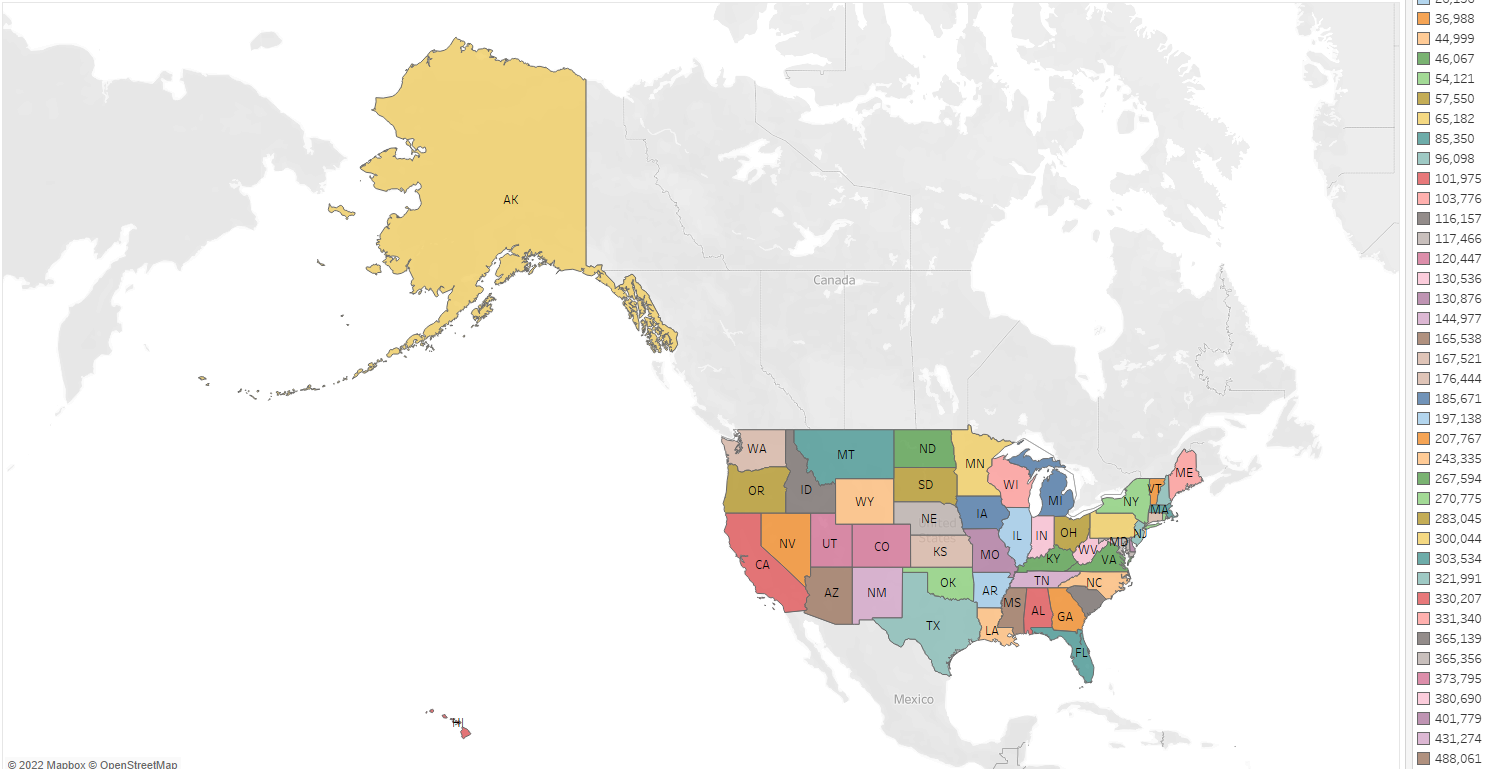 36,988
44,999
46,067
54,121
57,550
65,182
85,350
96,098
101,975
103,776
116,157
117,466
120,447
130,536
130,876
144,977
165,538
167,521
176,444
185,671
197,138
207,767
243,335
267,594
270,775
283,045
300,044
303,534
321,991
330,207
331,340
365,139
365,356
373,795
380,690
401,779
431,274
488,061
AK
Canada
WA
MT
ND
MN
OR
ID
WY
SD
WI
MI
NY
VT
ME
MA
NV
UT
CO
NE
IA
IL
IN
OH
NJ
MD
United
States
CA
KS
MO
KY
WV
VA
AZ
NM
OK
AR
TN
NC
TX
LA
MS
AL
GA
FL
Mexico
HI
© 2022 Mapbox © OpenStreetMap